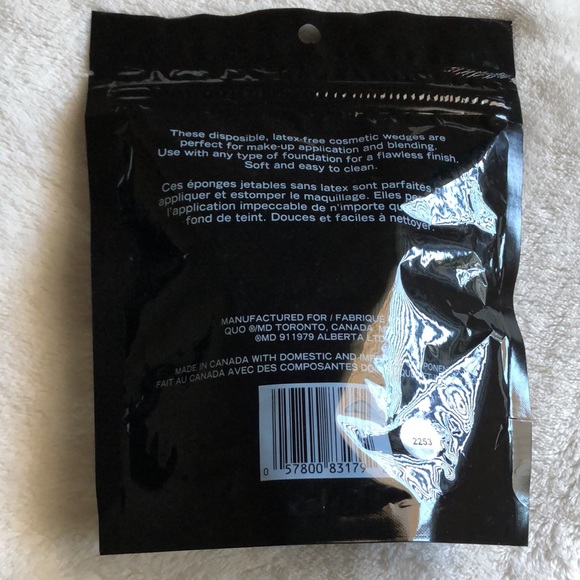 These disposable, latex-free cosmetic wedges are
perfect for make-up application and blending.
Use with any type of foundation for a flawless finish.
Soft and easy to clean.
Ces éponges jetables sans latex sont parfaites
appliquer et estomper le maquillage. Elles
l'application impeccable de n'importe
fond de teint. Douces et faciles à nettoyer.
MANUFACTURED FOR / FABRIQUÉ
QUO ®/MD TORONTO, CANADA,
®MD 911979 ALBERTA LTD
MADE IN CANADA WITH DOMESTIC AND
FAIT AU CANADA AVEC DES COMPOSANTES
0 57800 83179
2253